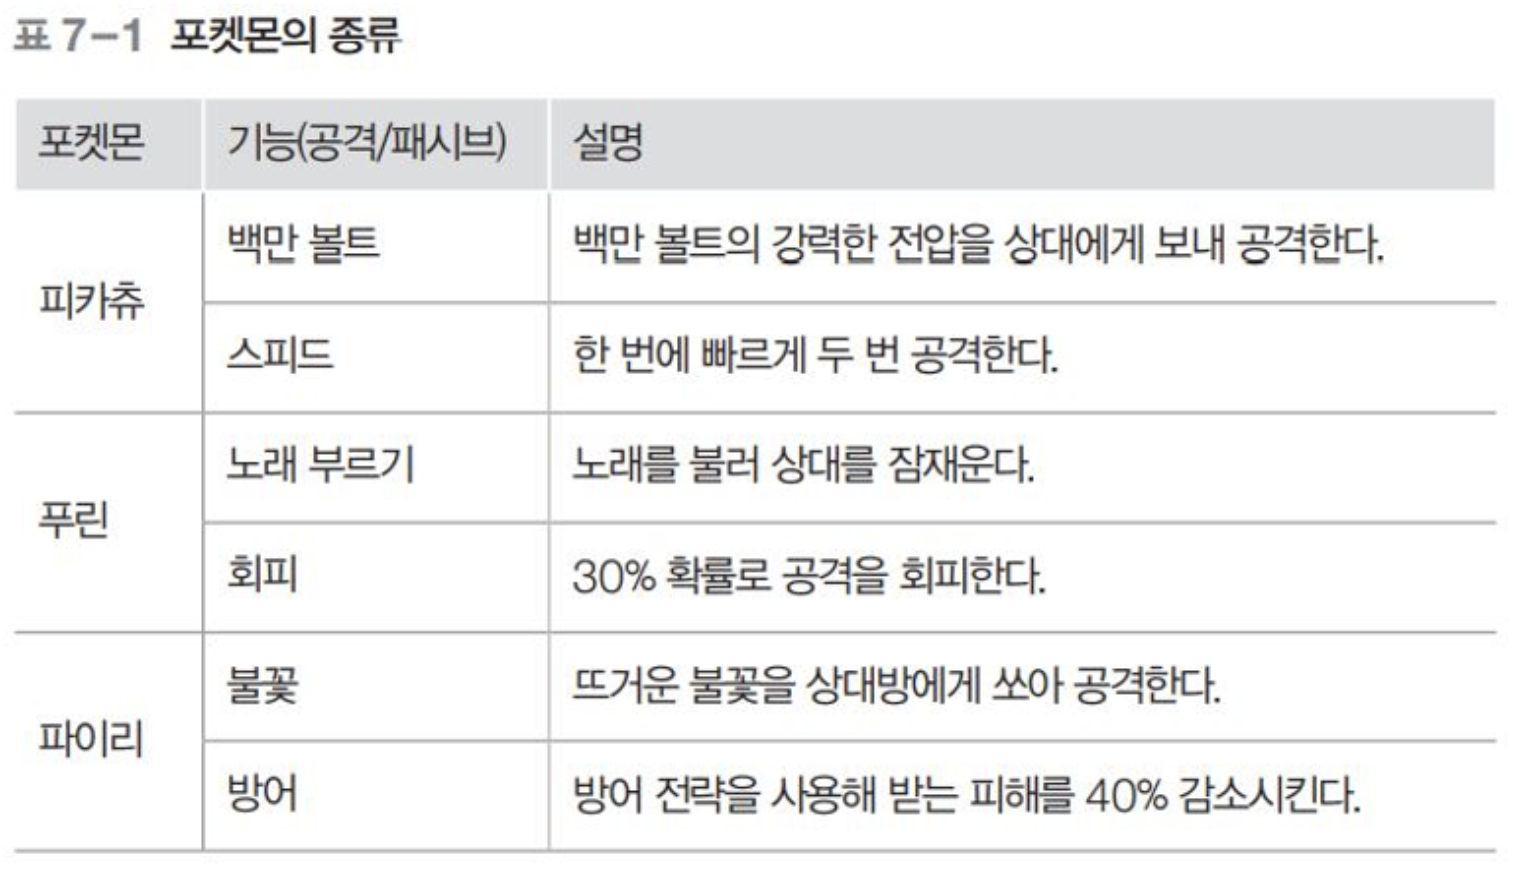 표 7-1 포켓몬의 종류
포켓몬 기능(공격/패시브) 설명
피카츄
백만 볼트 백만 볼트의 강력한 전압을 상대에게 보내 공격한다.
스피드 한 번에 빠르게 두 번 공격한다.
푸린
노래 부르기 노래를 불러 상대를 잠재운다.
회피 30% 확률로 공격을 회피한다.
파이리
불꽃 뜨거운 불꽃을 상대방에게 쏘아 공격한다.
방어 방어 전략을 사용해 받는 피해를 40% 감소시킨다.